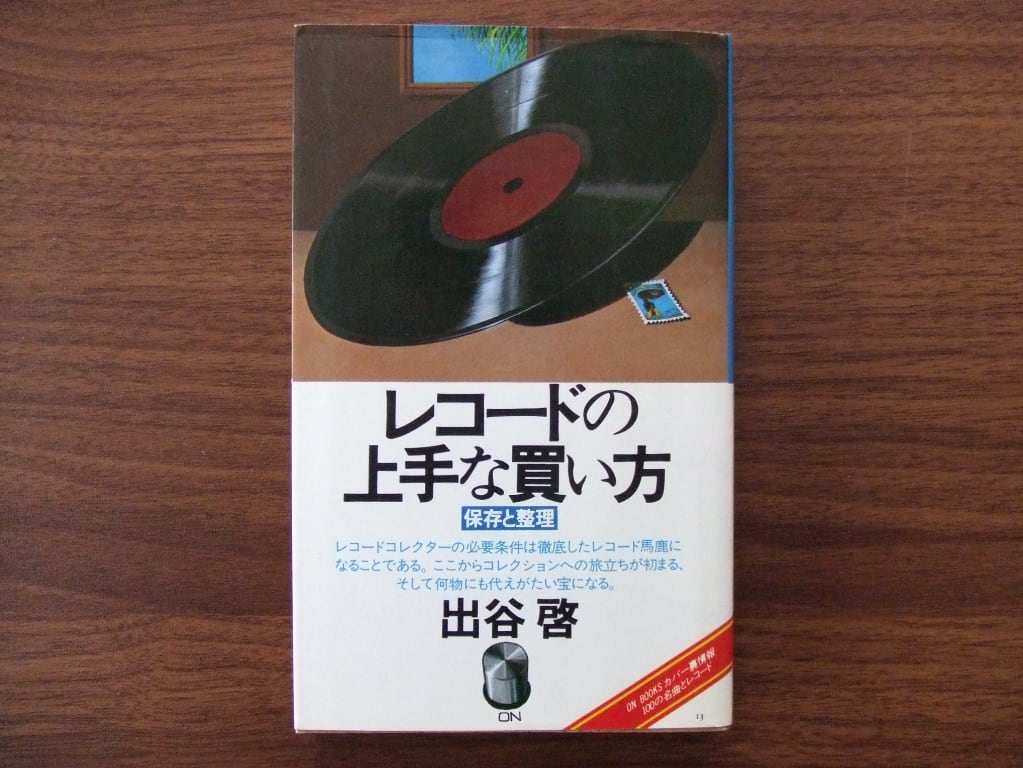 レコードの
上手な買い方
保存と整理
レコードコレクターの必要条件は徹底したレコード馬鹿に
なることである。ここからコレクションへの旅立ちが初まる、
そして何物にも代えがたい宝になる。
出谷 啓
ON
ON BOOKS カバー裏情報
100の名曲とレコード
13